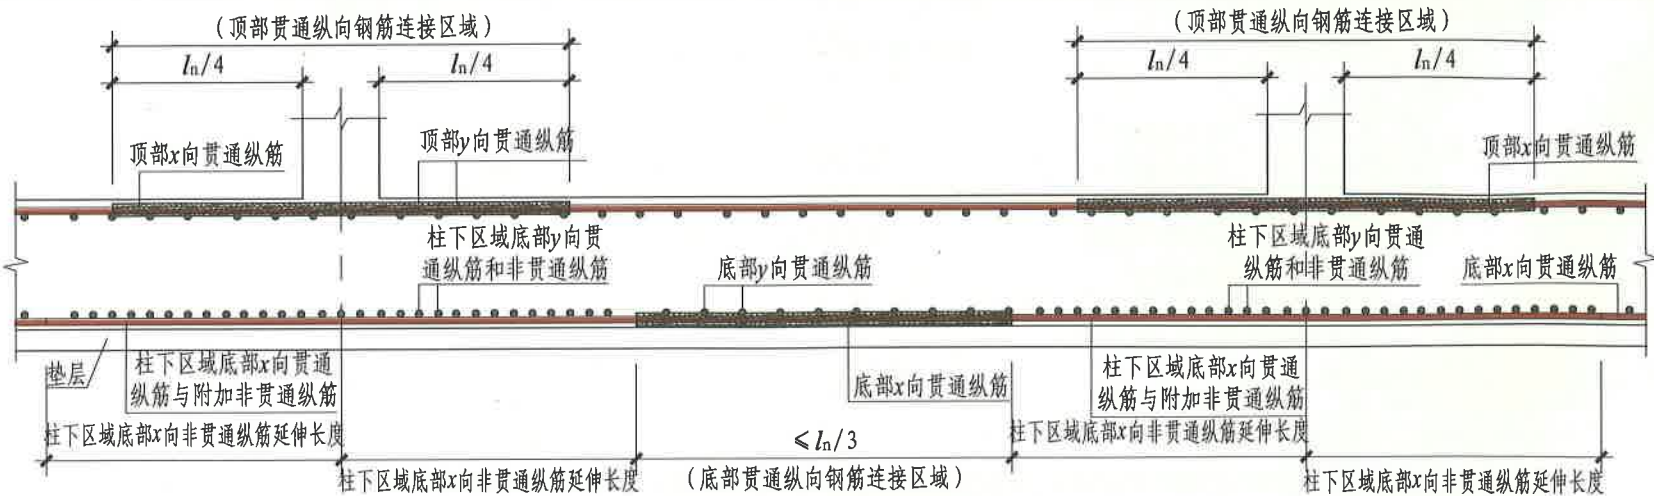 (顶部贯通纵向钢筋连接区域)
(顶部贯通纵向钢筋连接区域)
ln/4
ln/4
ln/4
ln/4
顶部x向贯通纵筋
顶部y向贯通纵筋
顶部x向贯通纵筋
柱下区域底部y向贯
通纵筋和非贯通纵筋
底部y向贯通纵筋
柱下区域底部y向贯通
纵筋和非贯通纵筋
底部x向贯通纵筋
垫层
柱下区域底部x向贯通
纵筋与附加非贯通纵筋
底部x向贯通纵筋
柱下区域底部x向贯通
纵筋与附加非贯通纵筋
柱下区域底部x向非贯通纵筋延伸长度
柱下区域底部x向非贯通纵筋延伸长度
≤ln/3
(底部贯通纵向钢筋连接区域)
柱下区域底部x向非贯通纵筋延伸长度
柱下区域底部x向非贯通纵筋延伸长度